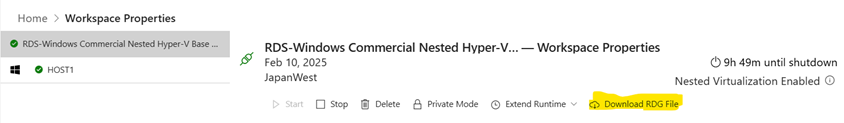 Home > Workspace Properties
RDS-Windows Commercial Nested Hyper-V Base ...
HOST1
RDS-Windows Commercial Nested Hyper-V... — Workspace Properties
Feb 10, 2025
JapanWest
9h 49m until shutdown
Nested Virtualization Enabled
Start Stop Delete Private Mode Extend Runtime Download RDG File